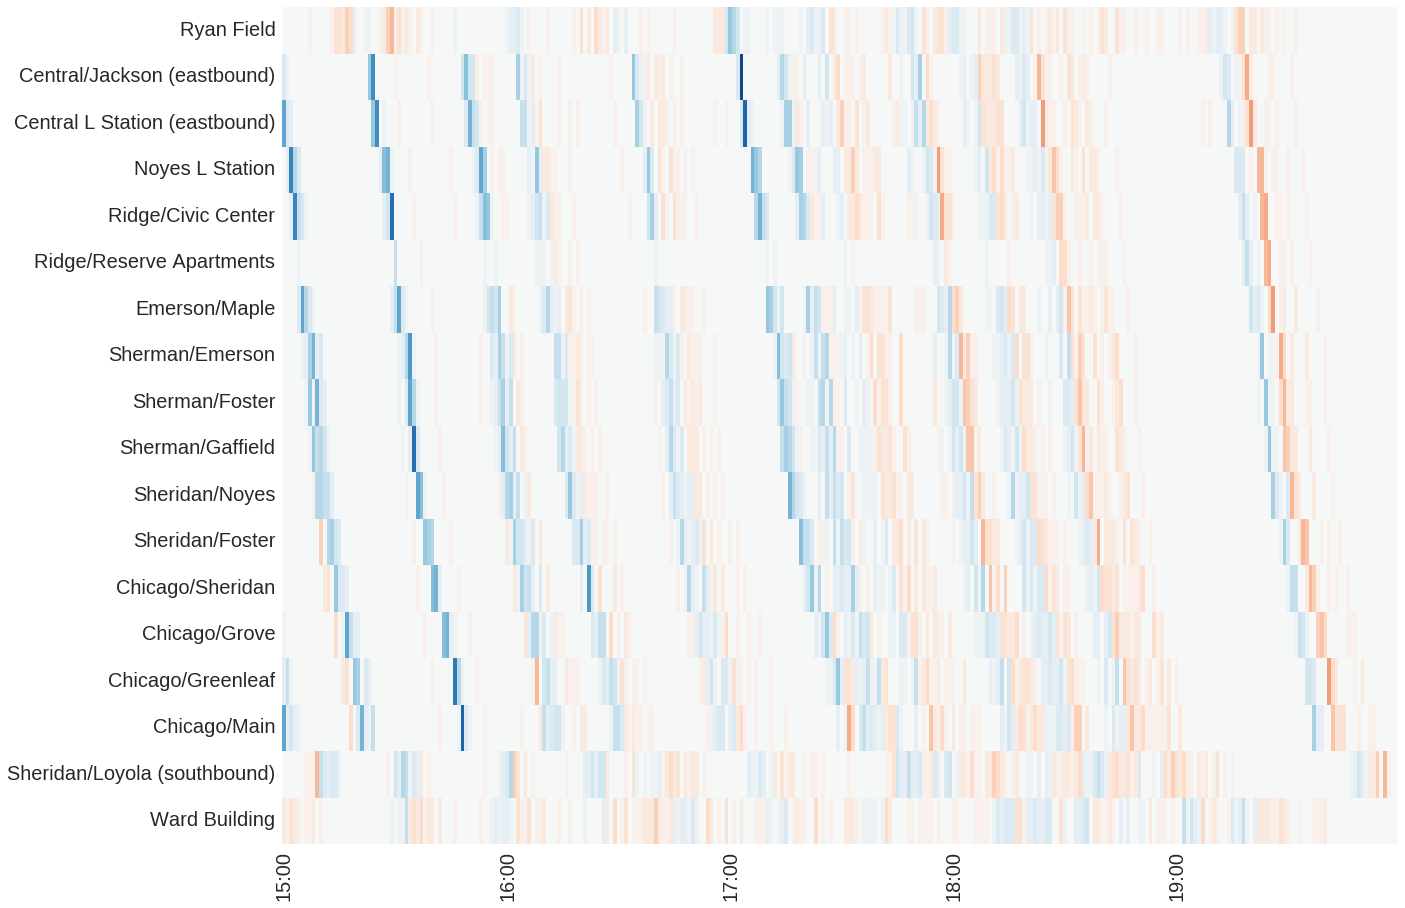 Ryan Field
Central/Jackson (eastbound)
Central L Station (eastbound)
Noyes L Station
Ridge/Civic Center
Ridge/Reserve Apartments
Emerson/Maple
Sherman/Emerson
Sherman/Foster
Sherman/Gaffield
Sheridan/Noyes
Sheridan/Foster
Chicago/Sheridan
Chicago/Grove
Chicago/Greenleaf
Chicago/Main
Sheridan/Loyola (southbound)
Ward Building
15:00
16:00
17:00
18:00
19:00